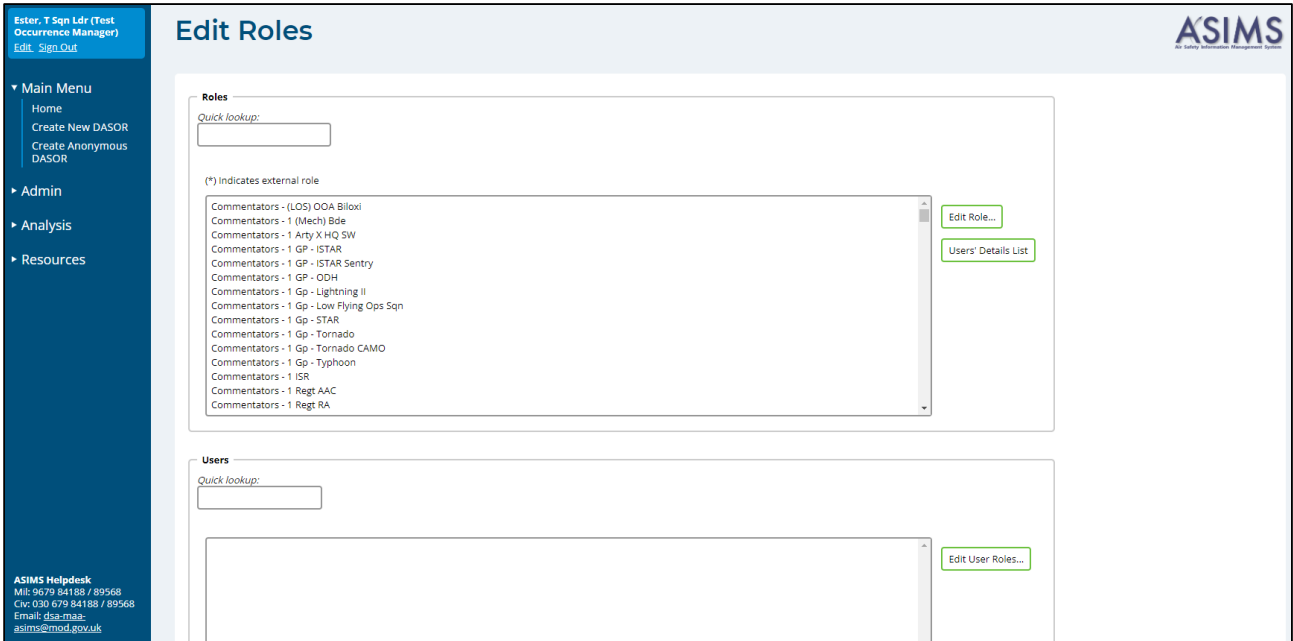 Ester, T Sqn Ldr (Test
Occurrence Manager)
Edit Sign Out
Edit Roles
ASIMS
Air Safety Information Management System
Main Menu
Home
Create New DASOR
Create Anonymous
DASOR
Admin
Analysis
Resources
Roles
Quick lookup:
(*) Indicates external role
Commentators - (LOS) OOA Biloxi
Commentators - 1 (Mech) Bde
Commentators - 1 Arty X HQ SW
Commentators - 1 GP - ISTAR
Commentators - 1 GP - ISTAR Sentry
Commentators - 1 GP - ODH
Commentators - 1 Gp - Lightning II
Commentators - 1 Gp - Low Flying Ops Sqn
Commentators - 1 Gp - STAR
Commentators - 1 Gp - Tornado
Commentators - 1 Gp - Tornado CAMO
Commentators - 1 Gp - Typhoon
Commentators - 1 ISR
Commentators - 1 Regt AAC
Commentators - 1 Regt RA
Edit Role...
Users' Details List
Users
Quick lookup:
Edit User Roles...
ASIMS Helpdesk
Mil: 9679 84188 / 89568
Civ: 030 679 84188 / 89568
Email: dsa-maa-
asims@mod.gov.uk